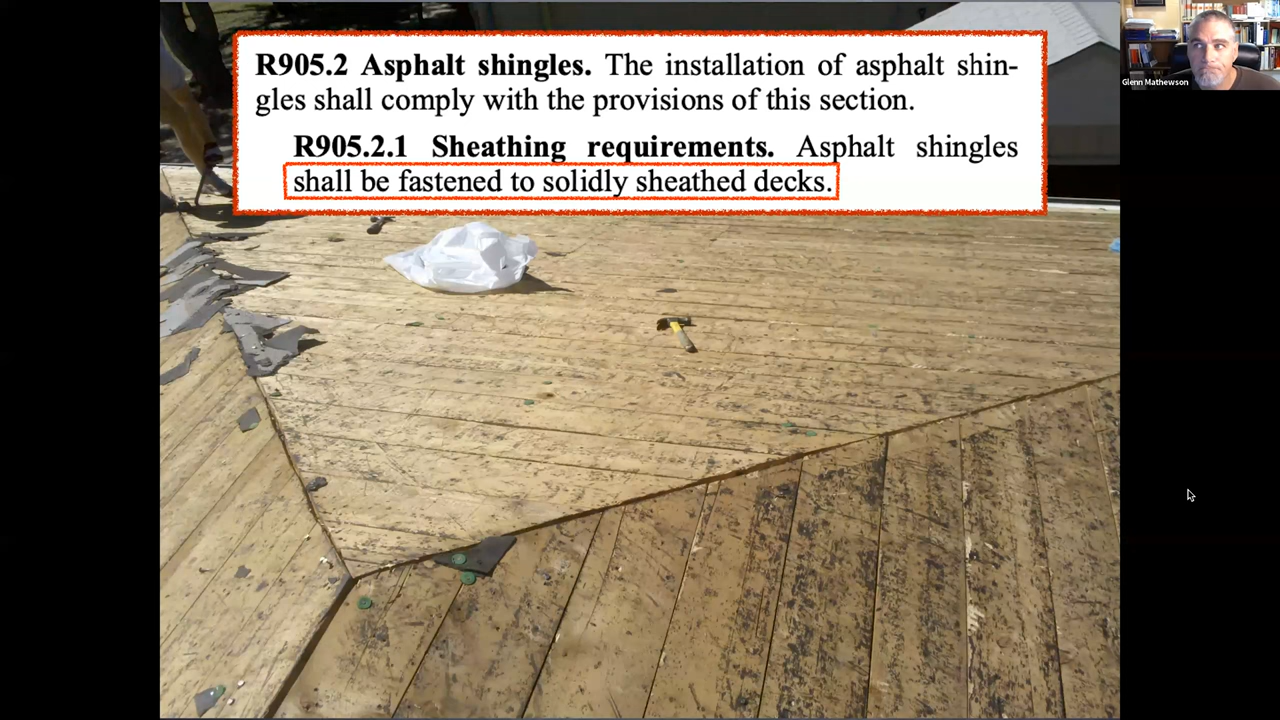 R905.2 Asphalt shingles. The installation of asphalt shin-
gles shall comply with the provisions of this section.
R905.2.1 Sheathing requirements. Asphalt shingles
shall be fastened to solidly sheathed decks.
Glenn Mathewson